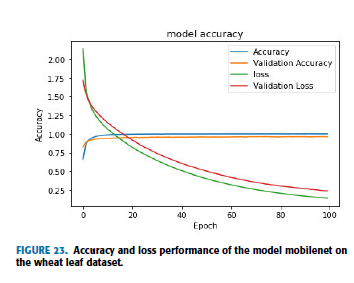 model accuracy
2.00
1.75
1.50
1.25
1.00
0.75
0.50
0.25
Accuracy
Accuracy
Validation Accuracy
loss
Validation Loss
0 20 40 60 80 100
Epoch
FIGURE 23. Accuracy and loss performance of the model mobilenet on
the wheat leaf dataset.